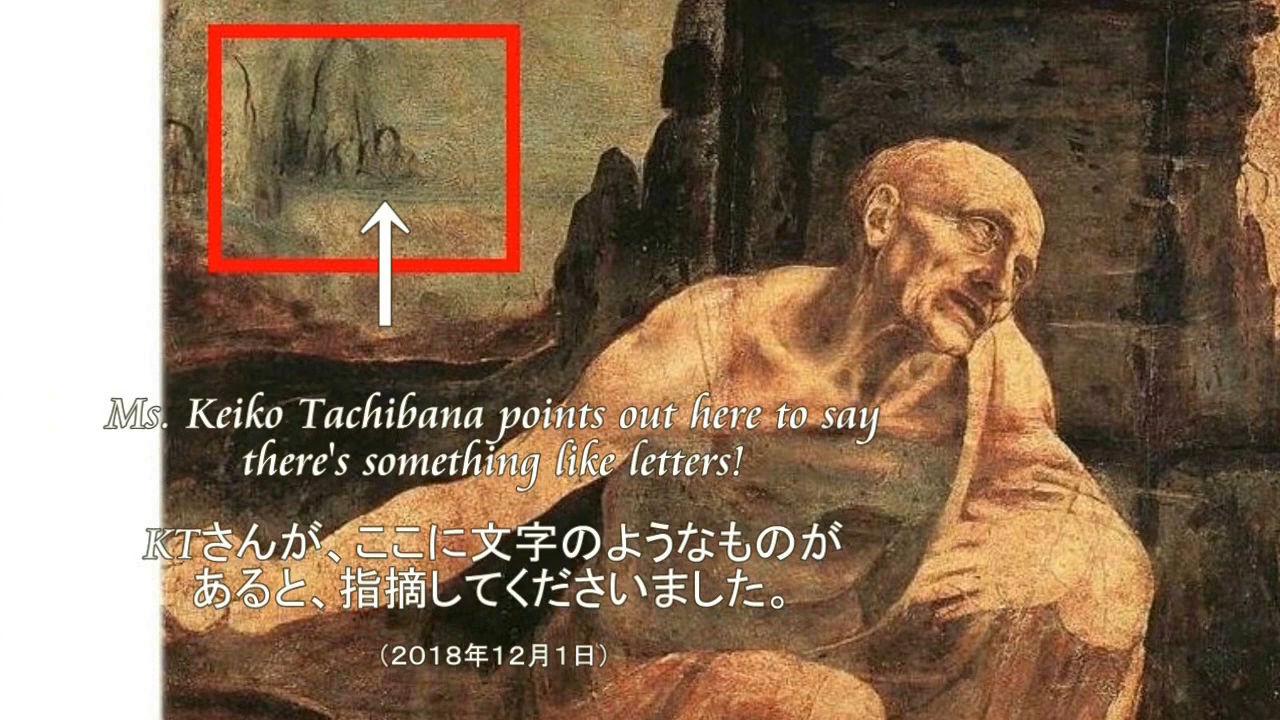 Ms. Keiko Tachibana points out here to say
there's something like letters!
KTさんが、ここに文字のようなものが
あると、指摘してくださいました。
（2018年12月1日）